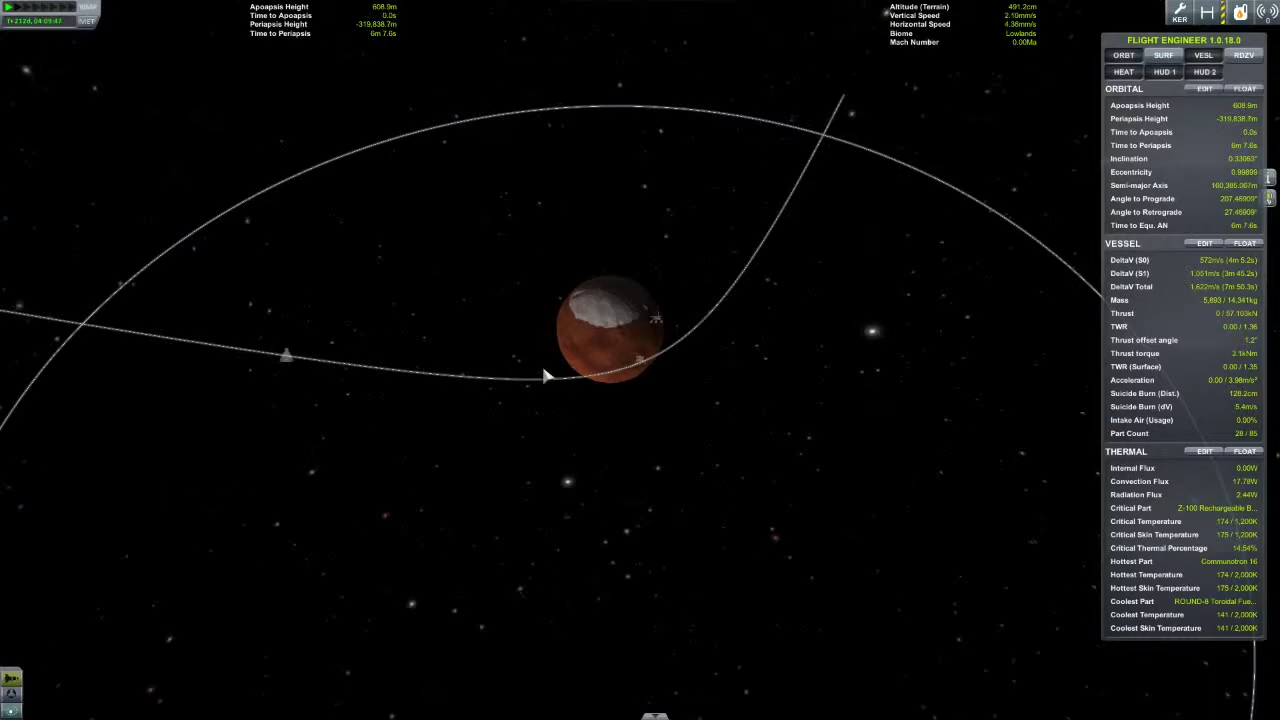 WARP
T+212d, 04:09:47 MET
Apoapsis Height 608.9m
Time to Apoapsis 0.0s
Periapsis Height -319,838.7m
Time to Periapsis 6m 7.6s
Altitude (Terrain) 491.2cm
Vertical Speed 2.10mm/s
Horizontal Speed 4.38mm/s
Biome Lowlands
Mach Number 0.00Ma
KER
FLIGHT ENGINEER 1.0.18.0
ORBT SURF VESL RDZV
HEAT HUD 1 HUD 2
ORBITAL EDIT FLOAT
Apoapsis Height 608.9m
Periapsis Height -319,838.7m
Time to Apoapsis 0.0s
Time to Periapsis 6m 7.6s
Inclination 0.33063°
Eccentricity 0.99899
Semi-major Axis 160,385.067m
Angle to Prograde 207.46909°
Angle to Retrograde 27.46909°
Time to Equ. AN 6m 7.6s
VESSEL EDIT FLOAT
DeltaV (S0) 572m/s (4m 5.2s)
DeltaV (S1) 1,051m/s (3m 45.2s)
DeltaV Total 1,622m/s (7m 50.3s)
Mass 5,893 / 14,341kg
Thrust 0 / 57.103kN
TWR 0.00 / 1.36
Thrust offset angle 1.2°
Thrust torque 2.1kNm
TWR (Surface) 0.00 / 1.35
Acceleration 0.00 / 3.98m/s²
Suicide Burn (Dist.) 128.2cm
Suicide Burn (dV) 5.4m/s
Intake Air (Usage) 0.00%
Part Count 28 / 85
THERMAL EDIT FLOAT
Internal Flux 0.00W
Convection Flux 17.78W
Radiation Flux 2.44W
Critical Part Z-100 Rechargeable B...
Critical Temperature 174 / 1,200K
Critical Skin Temperature 175 / 1,200K
Critical Thermal Percentage 14.54%
Hottest Part Communotron 16
Hottest Temperature 174 / 2,000K
Hottest Skin Temperature 175 / 2,000K
Coolest Part ROUND-8 Toroidal Fue...
Coolest Temperature 141 / 2,000K
Coolest Skin Temperature 141 / 2,000K